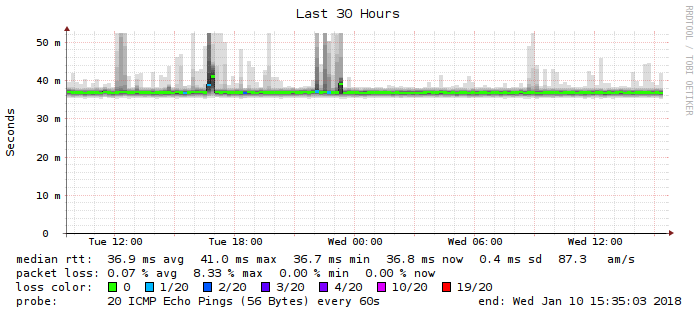 Last 30 Hours
RRDTOOL / TOBI OETIKER
Seconds
50 m
40 m
30 m
20 m
10 m
0
Tue 12:00 Tue 18:00 Wed 00:00 Wed 06:00 Wed 12:00
median rtt: 36.9 ms avg 41.0 ms max 36.7 ms min 36.8 ms now 0.4 ms sd 87.3 am/s
packet loss: 0.07 % avg 8.33 % max 0.00 % min 0.00 % now
loss color: 0 1/20 2/20 3/20 4/20 10/20 19/20
probe: 20 ICMP Echo Pings (56 Bytes) every 60s end: Wed Jan 10 15:35:03 2018